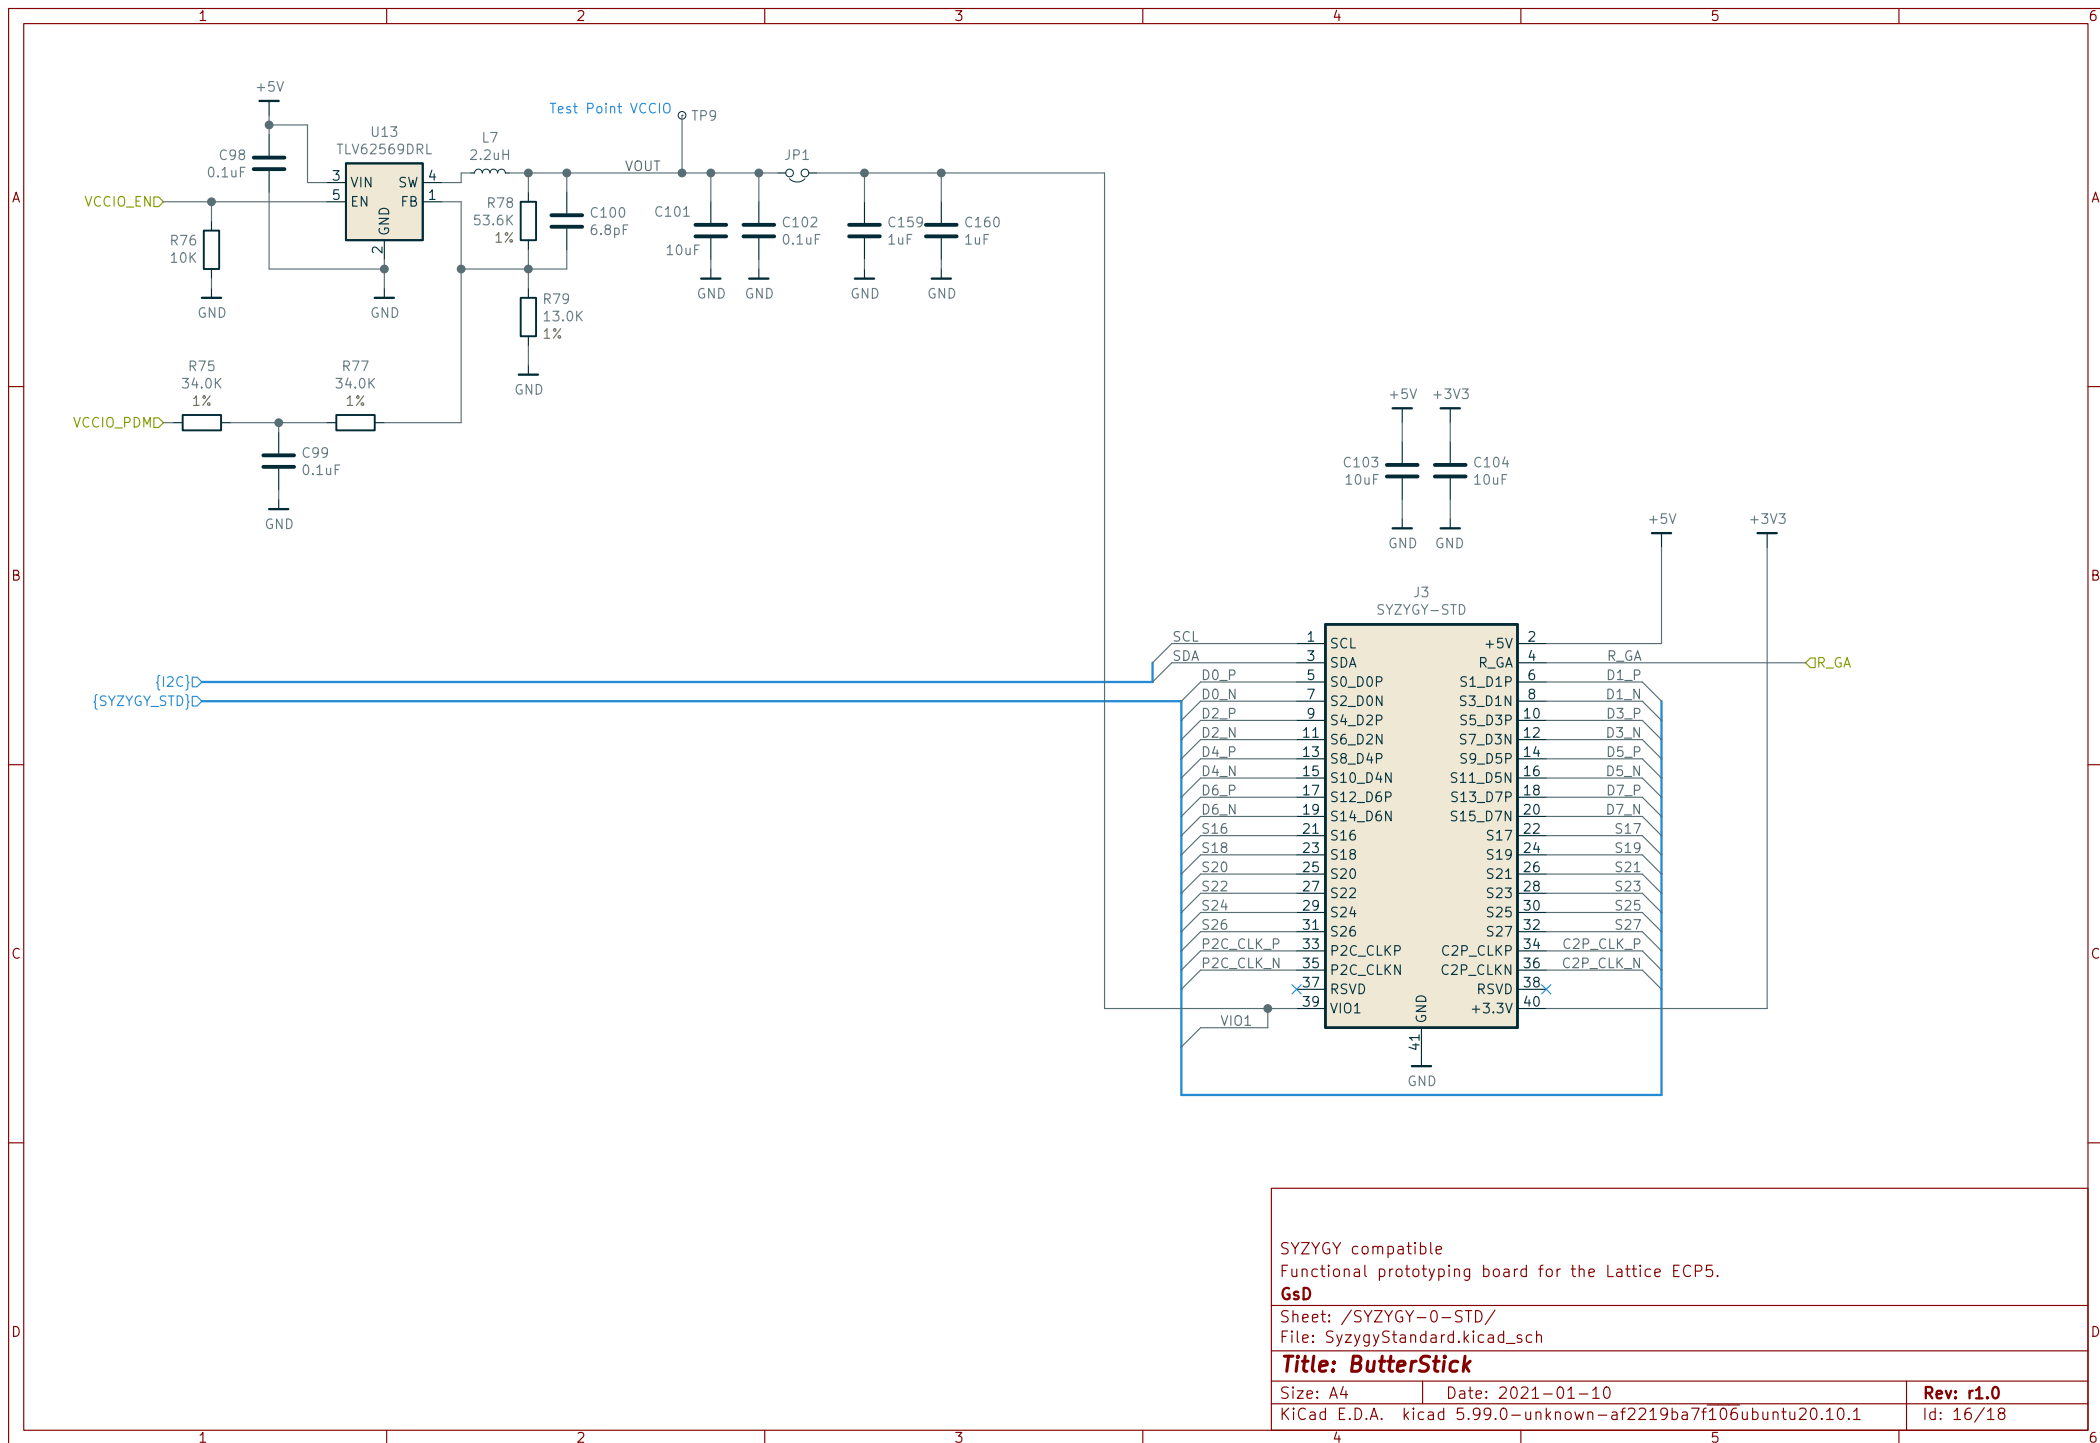 1 2 3 4 5 6
+5V
C98
0.1uF
U13
TLV62569DRL
3 VIN
5 EN
SW 4
FB 1
GND
2
L7
2.2uH
Test Point VCCIO
TP9
VOUT
JP1
VCCIO_EN
R76
10K
GND
GND
R78
53.6K
1%
C100
6.8pF
C101
10uF
C102
0.1uF
C159
1uF
C160
1uF
GND
GND
GND
GND
R79
13.0K
1%
GND
R75
34.0K
1%
R77
34.0K
1%
VCCIO_PDM
C99
0.1uF
GND
+5V
+3V3
C103
10uF
C104
10uF
GND
GND
+5V
+3V3
J3
SYZYGY-STD
{I2C}
{SYZYGY_STD}
SCL 1 SCL +5V 2
SDA 3 SDA R_GA 4 R_GA R_GA
D0_P 5 S0_D0P S1_D1P 6 D1_P
D0_N 7 S2_D0N S3_D1N 8 D1_N
D2_P 9 S4_D2P S5_D3P 10 D3_P
D2_N 11 S6_D2N S7_D3N 12 D3_N
D4_P 13 S8_D4P S9_D5P 14 D5_P
D4_N 15 S10_D4N S11_D5N 16 D5_N
D6_P 17 S12_D6P S13_D7P 18 D7_P
D6_N 19 S14_D6N S15_D7N 20 D7_N
S16 21 S16 S17 22 S17
S18 23 S18 S19 24 S19
S20 25 S20 S21 26 S21
S22 27 S22 S23 28 S23
S24 29 S24 S25 30 S25
S26 31 S26 S27 32 S27
P2C_CLK_P 33 P2C_CLKP C2P_CLKP 34 C2P_CLK_P
P2C_CLK_N 35 P2C_CLKN C2P_CLKN 36 C2P_CLK_N
37 RSVD RSVD 38
39 VIO1 +3.3V 40
VIO1
GND
41
GND
A A
B B
C C
D D
SYZYGY compatible
Functional prototyping board for the Lattice ECP5.
GsD
Sheet: /SYZYGY-0-STD/
File: SyzygyStandard.kicad_sch
Title: ButterStick
Size: A4 Date: 2021-01-10 Rev: r1.0
KiCad E.D.A. kicad 5.99.0-unknown-af2219ba7f106ubuntu20.10.1 Id: 16/18
1 2 3 4 5 6